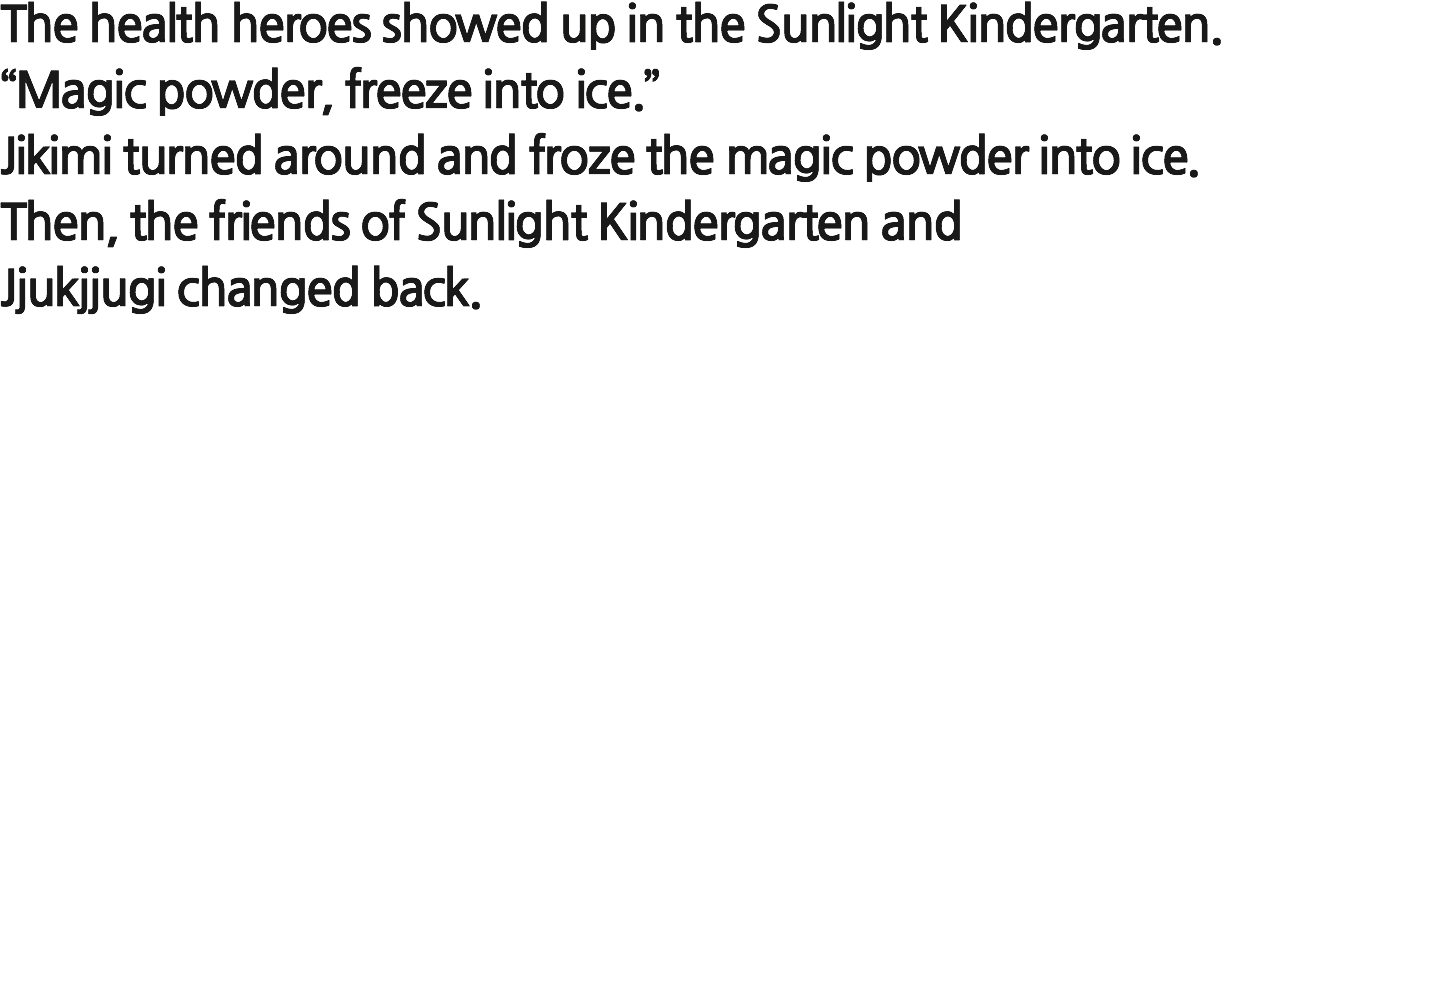 The health heroes showed up in the Sunlight Kindergarten.
“Magic powder, freeze into ice.”
Jikimi turned around and froze the magic powder into ice.
Then, the friends of Sunlight Kindergarten and
Jjukjjugi changed back.